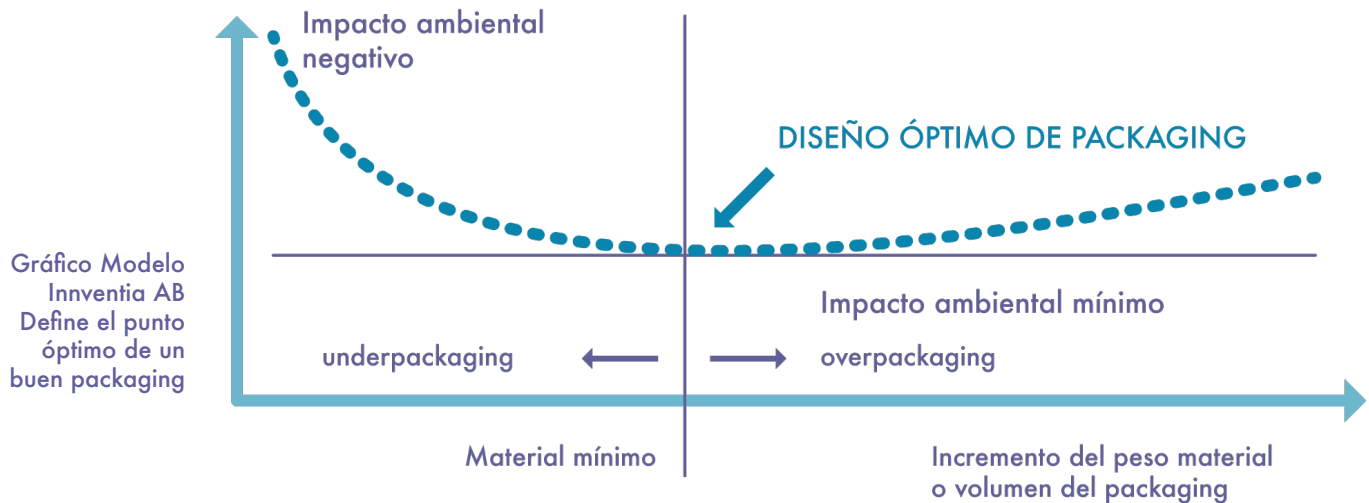 Impacto ambiental
negativo
DISEÑO ÓPTIMO DE PACKAGING
Gráfico Modelo
Innventia AB
Define el punto
óptimo de un
buen packaging
Impacto ambiental mínimo
underpackaging
overpackaging
Material mínimo
Incremento del peso material
o volumen del packaging